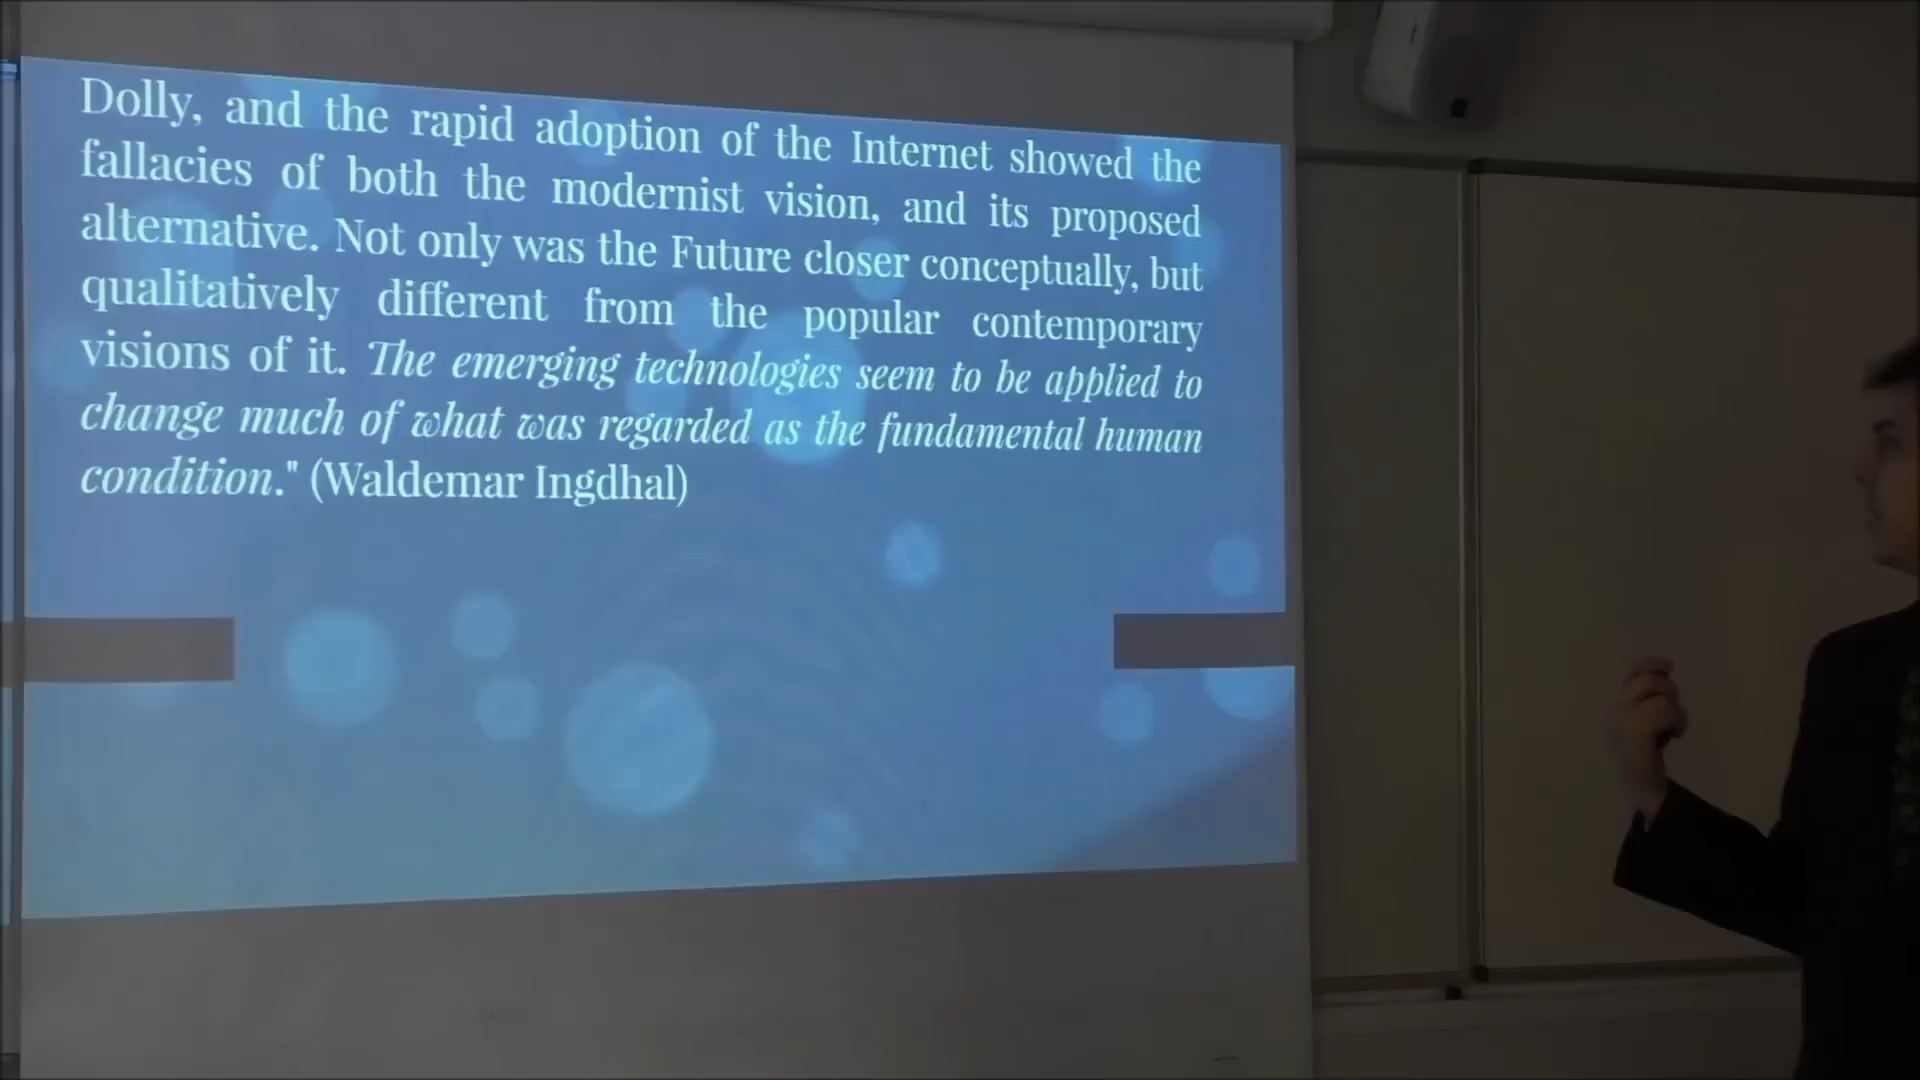 Dolly, and the rapid adoption of the Internet showed the
fallacies of both the modernist vision, and its proposed
alternative. Not only was the Future closer conceptually, but
qualitatively different from the popular contemporary
visions of it. The emerging technologies seem to be applied to
change much of what was regarded as the fundamental human
condition." (Waldemar Ingdhal)